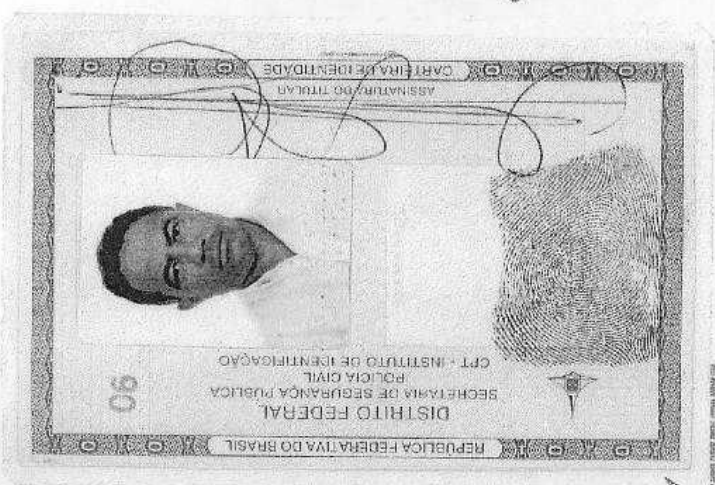 REPÚBLICA FEDERATIVA DO BRASIL
DISTRITO FEDERAL
SECRETARIA DE SEGURANÇA PÚBLICA
POLÍCIA CIVIL
CPT - INSTITUTO DE IDENTIFICAÇÃO
90
ASSINATURA DO TITULAR
CARTEIRA DE IDENTIDADE